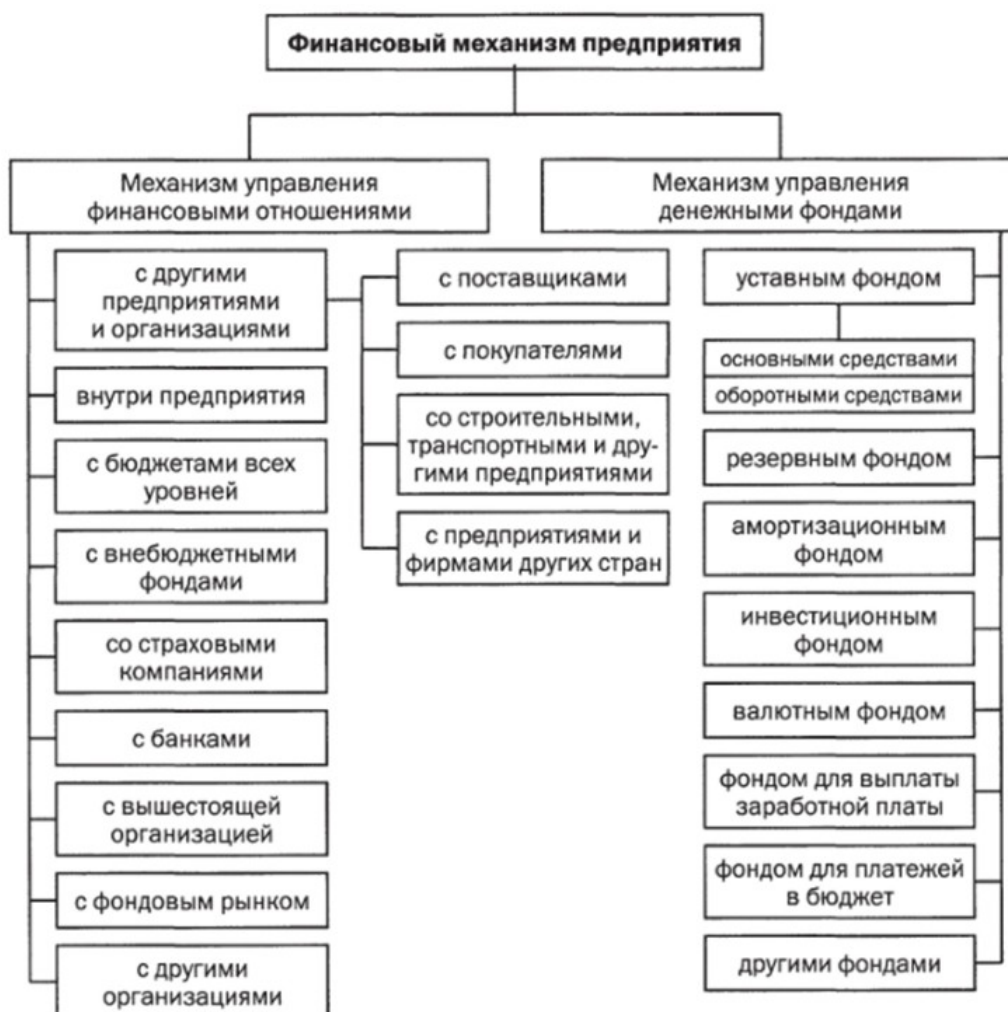 Финансовый механизм предприятия
Механизм управления
финансовыми отношениями
с другими
предприятиями
и организациями
внутри предприятия
с бюджетами всех
уровней
с внебюджетными
фондами
со страховыми
компаниями
с банками
с вышестоящей
организацией
с фондовым рынком
с другими
организациями
с поставщиками
с покупателями
со строительными,
транспортными и дру-
гими предприятиями
с предприятиями и
фирмами других стран
Механизм управления
денежными фондами
уставным фондом
основными средствами
оборотными средствами
резервным фондом
амортизационным
фондом
инвестиционным
фондом
валютным фондом
фондом для выплаты
заработной платы
фондом для платежей
в бюджет
другими фондами